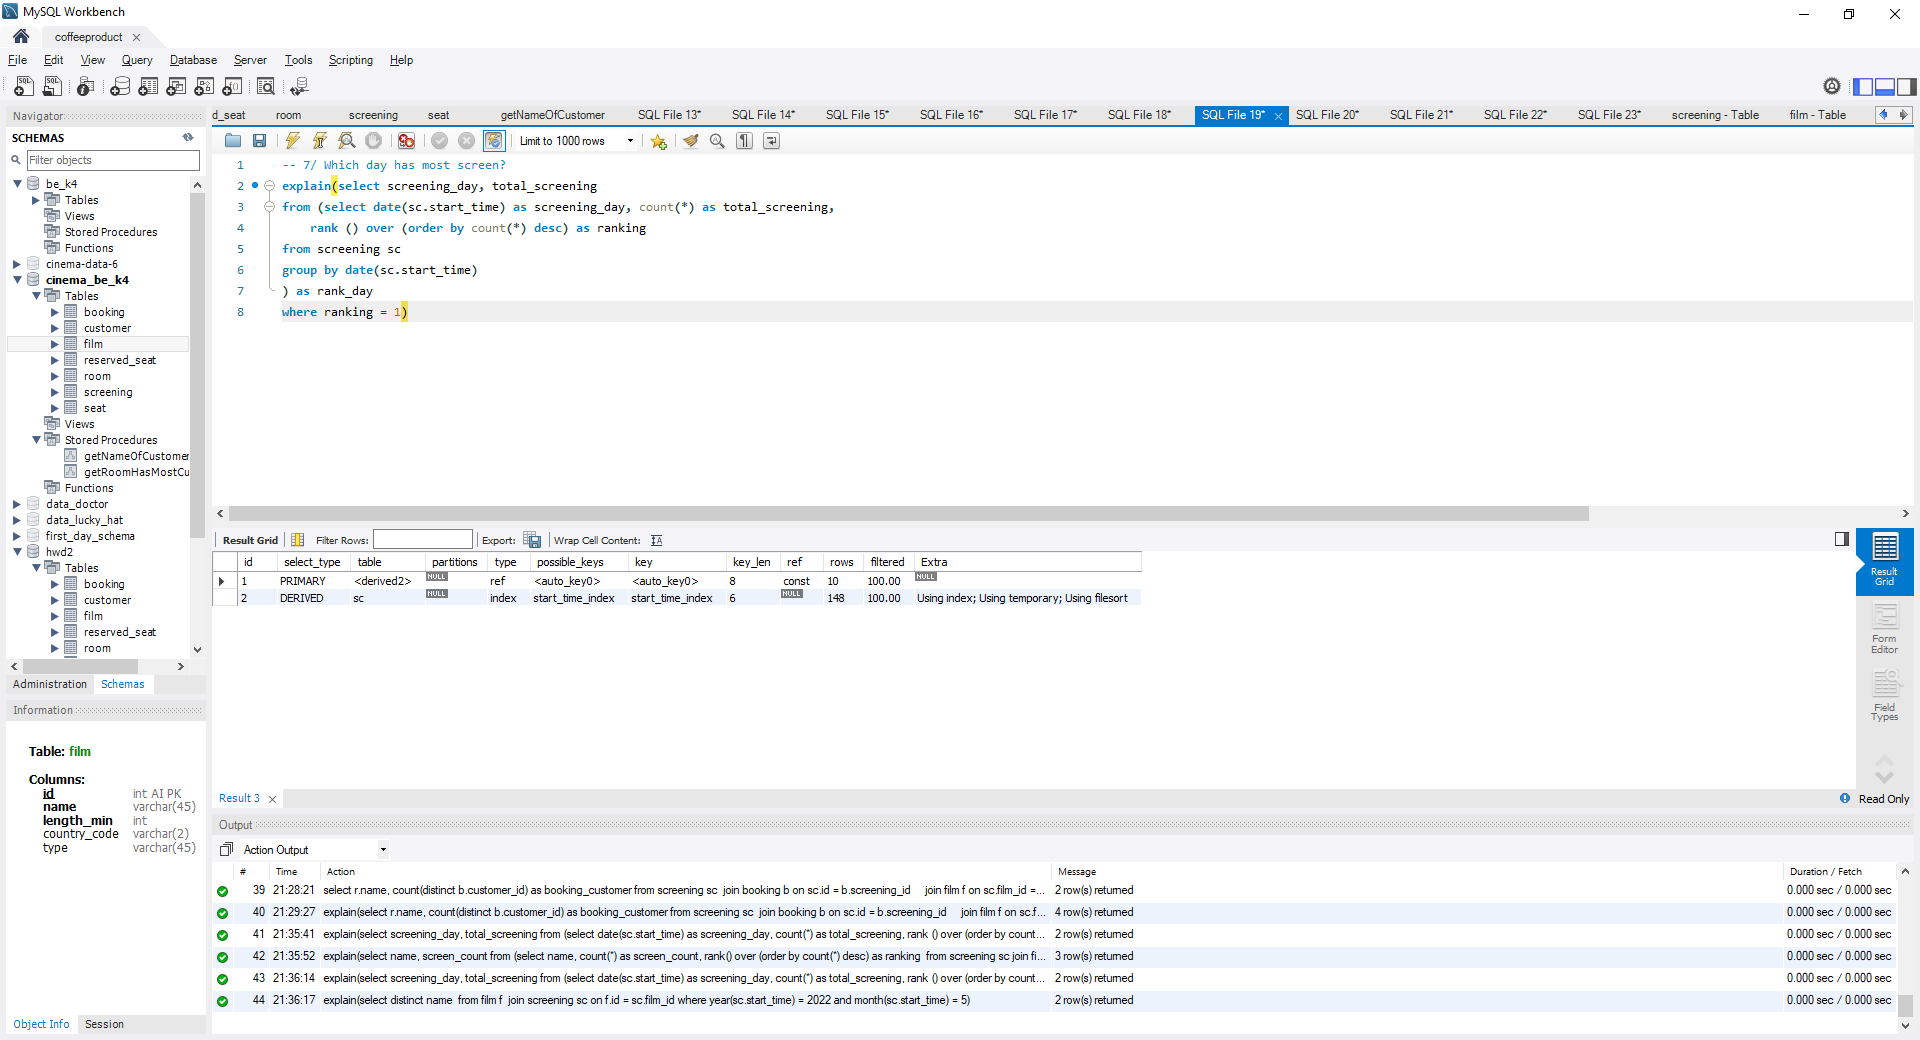 MySQL Workbench
coffeeproduct
File Edit View Query Database Server Tools Scripting Help
Navigator
SCHEMAS
Filter objects
be_k4
Tables
Views
Stored Procedures
Functions
cinema-data-6
cinema_be_k4
Tables
booking
customer
film
reserved_seat
room
screening
seat
Views
Stored Procedures
getNameOfCustomer
getRoomHasMostCu
Functions
data_doctor
data_lucky_hat
first_day_schema
hwd2
Tables
booking
customer
film
reserved_seat
room
Administration Schemas
Information
Table: film
Columns:
id int AI PK
name varchar(45)
length_min int
country_code varchar(2)
type varchar(45)
Object Info Session
d_seat room screening seat getNameOfCustomer SQL File 13* SQL File 14* SQL File 15* SQL File 16* SQL File 17* SQL File 18* SQL File 19* SQL File 20* SQL File 21* SQL File 22* SQL File 23* screening - Table film - Table
Limit to 1000 rows
1 -- 7/ Which day has most screen?
2 explain(select screening_day, total_screening
3 from (select date(sc.start_time) as screening_day, count(*) as total_screening,
4 rank () over (order by count(*) desc) as ranking
5 from screening sc
6 group by date(sc.start_time)
7 ) as rank_day
8 where ranking = 1)
Result Grid Filter Rows: Export: Wrap Cell Content: IA
id select_type table partitions type possible_keys key key_len ref rows filtered Extra
1 PRIMARY <derived2> NULL ref <auto_key0> <auto_key0> 8 const 10 100.00 NULL
2 DERIVED sc NULL index start_time_index start_time_index 6 NULL 148 100.00 Using index; Using temporary; Using filesort
Result Grid
Form Editor
Field Types
Result 3
Read Only
Output
Action Output
# Time Action Message Duration / Fetch
39 21:28:21 select r.name, count(distinct b.customer_id) as booking_customer from screening sc join booking b on sc.id = b.screening_id join film f on sc.film_id =... 2 row(s) returned 0.000 sec / 0.000 sec
40 21:29:27 explain(select r.name, count(distinct b.customer_id) as booking_customer from screening sc join booking b on sc.id = b.screening_id join film f on sc.f... 4 row(s) returned 0.000 sec / 0.000 sec
41 21:35:41 explain(select screening_day, total_screening from (select date(sc.start_time) as screening_day, count(*) as total_screening, rank () over (order by count... 2 row(s) returned 0.000 sec / 0.000 sec
42 21:35:52 explain(select name, screen_count from (select name, count(*) as screen_count, rank() over (order by count(*) desc) as ranking from screening sc join fi... 3 row(s) returned 0.000 sec / 0.000 sec
43 21:36:14 explain(select screening_day, total_screening from (select date(sc.start_time) as screening_day, count(*) as total_screening, rank () over (order by count... 2 row(s) returned 0.000 sec / 0.000 sec
44 21:36:17 explain(select distinct name from film f join screening sc on f.id = sc.film_id where year(sc.start_time) = 2022 and month(sc.start_time) = 5) 2 row(s) returned 0.000 sec / 0.000 sec